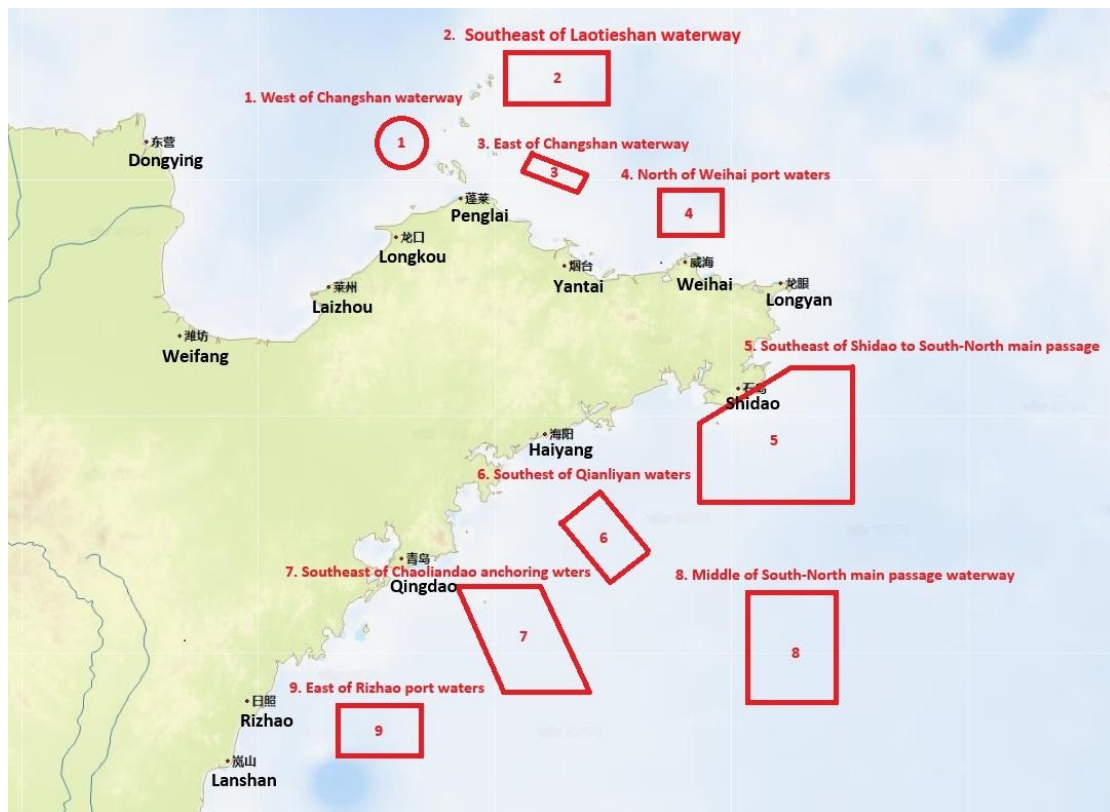 2. Southeast of Laotieshan waterway
2
1. West of Changshan waterway
1
3. East of Changshan waterway
3
东营
Dongying
4. North of Weihai port waters
4
蓬莱
Penglai
龙口
Longkou
烟台
Yantai
威海
Weihai
龙眼
Longyan
莱州
Laizhou
潍坊
Weifang
5. Southeast of Shidao to South-North main passage
石岛
Shidao
5
海阳
Haiyang
6. Southest of Qianliyan waters
6
青岛
Qingdao
7. Southeast of Chaoliandao anchoring wters
7
8. Middle of South-North main passage waterway
8
9. East of Rizhao port waters
9
日照
Rizhao
岚山
Lanshan